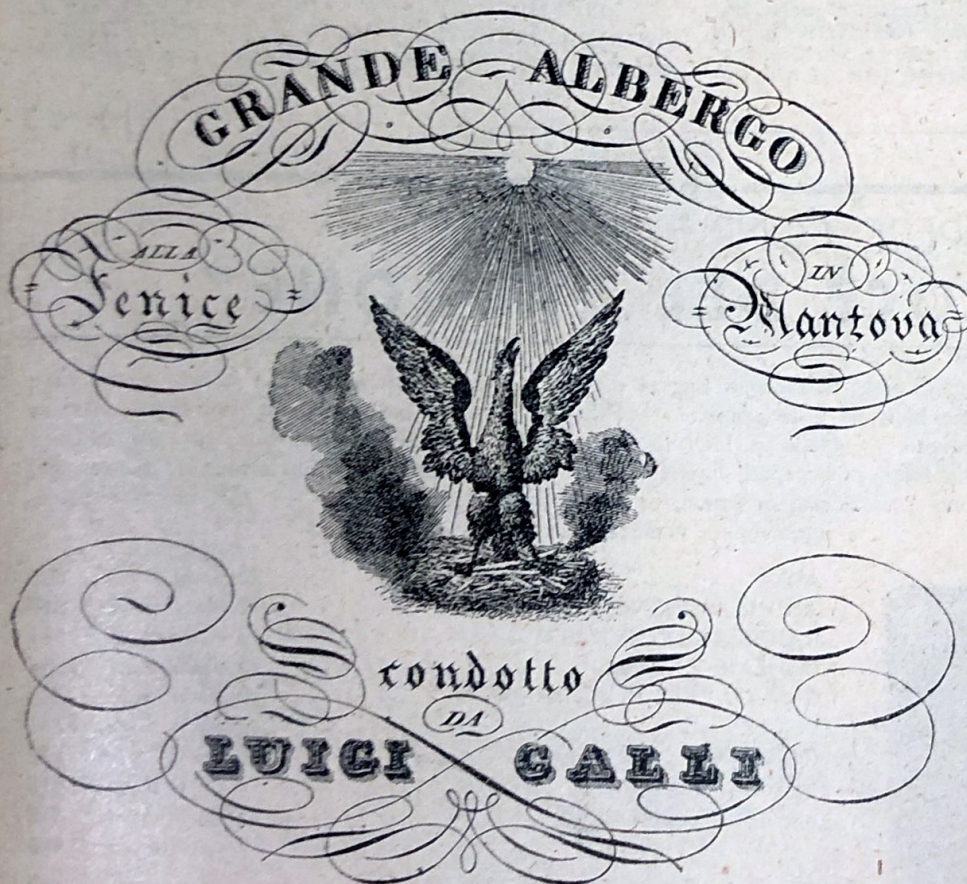 GRANDE ALBERGO
ALLA
Fenice
IN
Mantova
condotto
DA
LUIGI GALLI